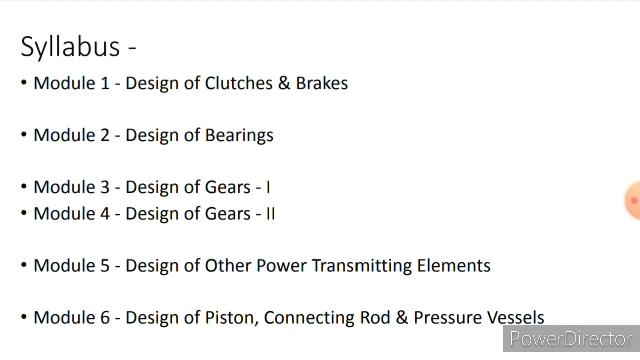 Syllabus -
• Module 1 - Design of Clutches & Brakes
• Module 2 - Design of Bearings
• Module 3 - Design of Gears - I
• Module 4 - Design of Gears - II
• Module 5 - Design of Other Power Transmitting Elements
• Module 6 - Design of Piston, Connecting Rod & Pressure Vessels
PowerDirector